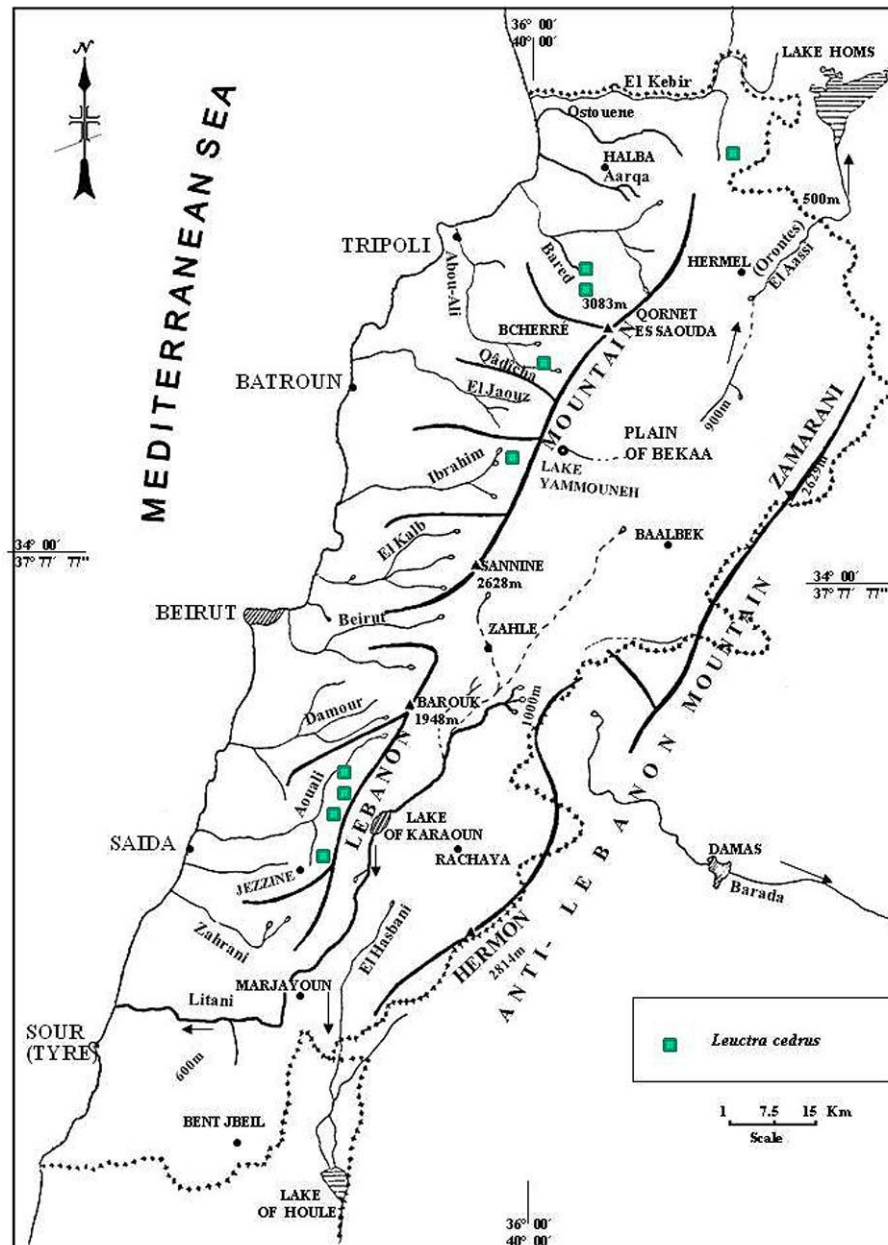 36° 00′
40° 00′
N
LAKE HOMS
El Kebir
Ostouene
HALBA
Aarqa
500m
MEDITERRANEAN SEA
TRIPOLI
Abou-Ali
Bared
HERMEL
(Orontes)
El Aassi
3083m
QORNET
ES SAOUDA
BCHERRÉ
Qâdicha
El Jaouz
BATROUN
900m
MOUNTAIN
PLAIN
OF BEKAA
ZAMARANI
2629m
Ibrahim
LAKE
YAMMOUNEH
El Kalb
BAALBEK
34° 00′
37° 77′ 77"
SANNINE
2628m
34° 00′
37° 77′ 77"
BEIRUT
Beirut
ZAHLE
BAROUK
1948m
1000m
Damour
LEBANON
Aouali
LAKE
OF KARAOUN
RACHAYA
SAIDA
JEZZINE
DAMAS
Barada
ANTI- LEBANON MOUNTAIN
Zahrani
El Hasbani
HERMON
2814m
MARJAYOUN
Litani
SOUR
(TYRE)
600m
Leuctra cedrus
BENT JBEIL
1 7.5 15 Km
Scale
LAKE
OF HOULE
36° 00′
40° 00′